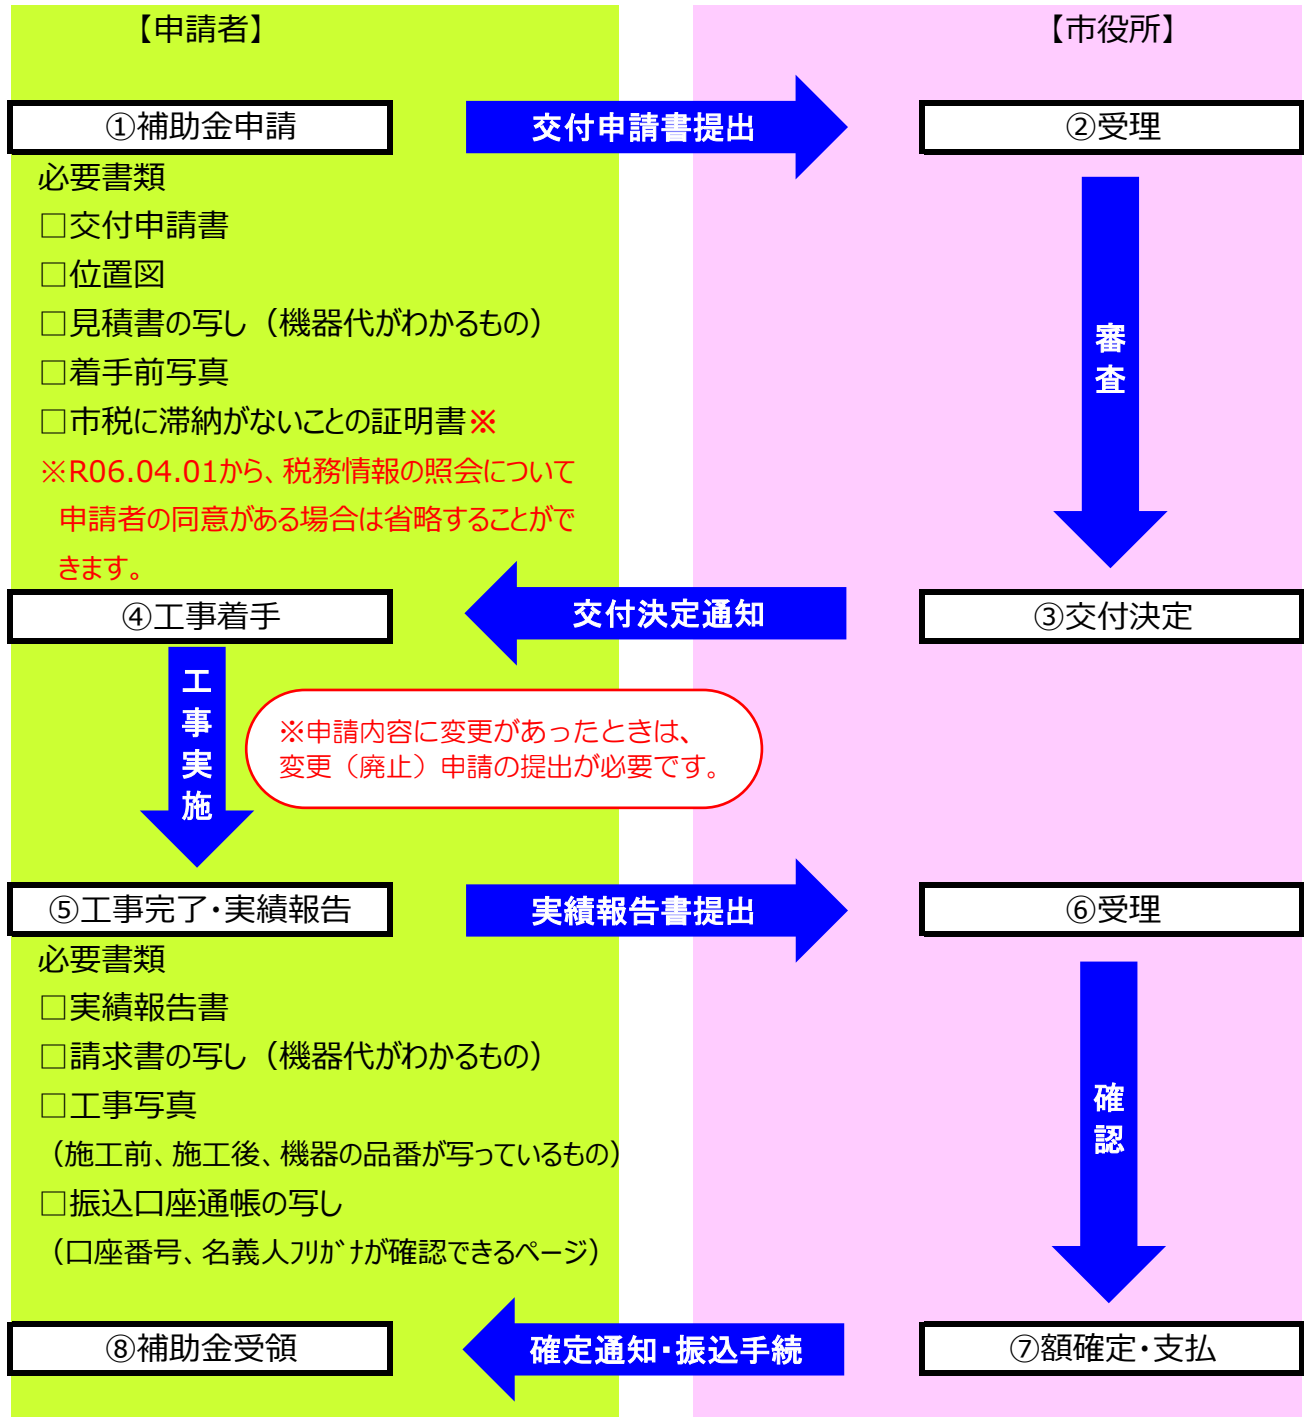 【申請者】
【市役所】
①補助金申請
交付申請書提出
②受理
必要書類
□交付申請書
□位置図
□見積書の写し（機器代がわかるもの）
□着手前写真
□市税に滞納がないことの証明書※
※R06.04.01から、税務情報の照会について
申請者の同意がある場合は省略することがで
きます。
審査
④工事着手
交付決定通知
③交付決定
工事実施
※申請内容に変更があったときは、
変更（廃止）申請の提出が必要です。
⑤工事完了・実績報告
実績報告書提出
⑥受理
必要書類
□実績報告書
□請求書の写し（機器代がわかるもの）
□工事写真
（施工前、施工後、機器の品番が写っているもの）
□振込口座通帳の写し
（口座番号、名義人ﾌﾘｶﾞﾅが確認できるページ）
確認
⑧補助金受領
確定通知・振込手続
⑦額確定・支払